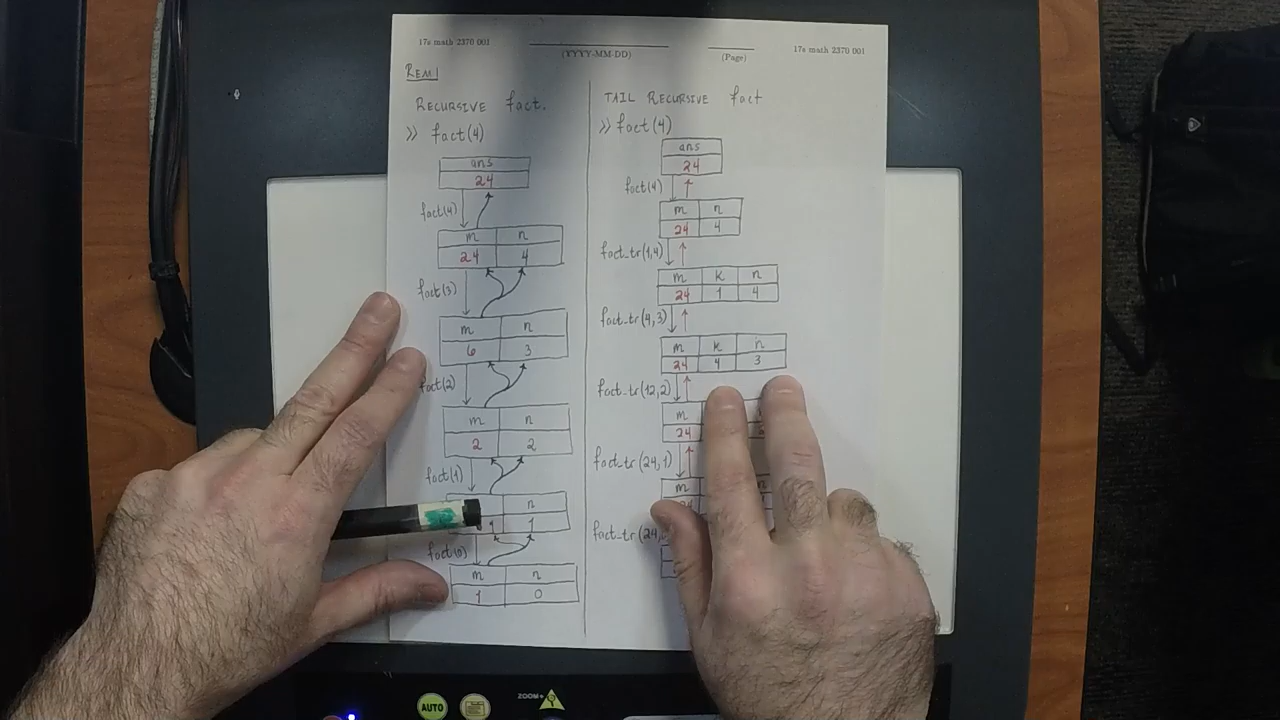 17s math 2370 001
(YYYY-MM-DD)
(Page)
17s math 2370 001
REM
RECURSIVE fact.
>> fact(4)
ans
24
fact(4)
m n
24 4
fact(3)
m n
6 3
fact(2)
m n
2 2
fact(1)
n
1 1
fact(0)
m n
1 0
TAIL RECURSIVE fact
>> fact(4)
ans
24
fact(4)
m n
24 4
fact_tr(1,4)
m k n
24 1 4
fact_tr(4,3)
m k n
24 4 3
fact_tr(12,2)
m
24
fact_tr(24,1)
m
fact_tr(24,
AUTO
ZOOM+